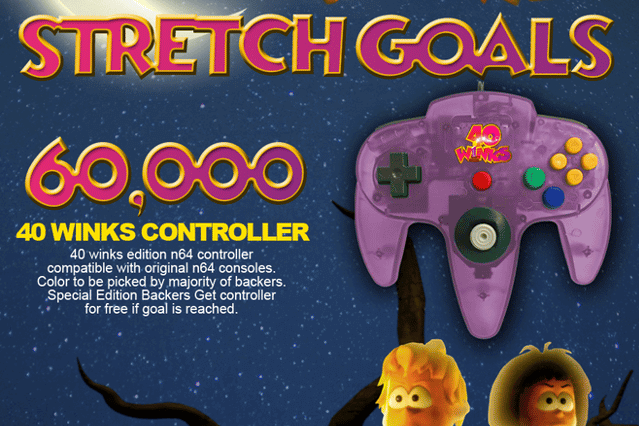 STRETCH GOALS
60,000
40 WINKS CONTROLLER
40 winks edition n64 controller
compatible with original n64 consoles.
Color to be picked by majority of backers.
Special Edition Backers Get controller
for free if goal is reached.
40
WINKS